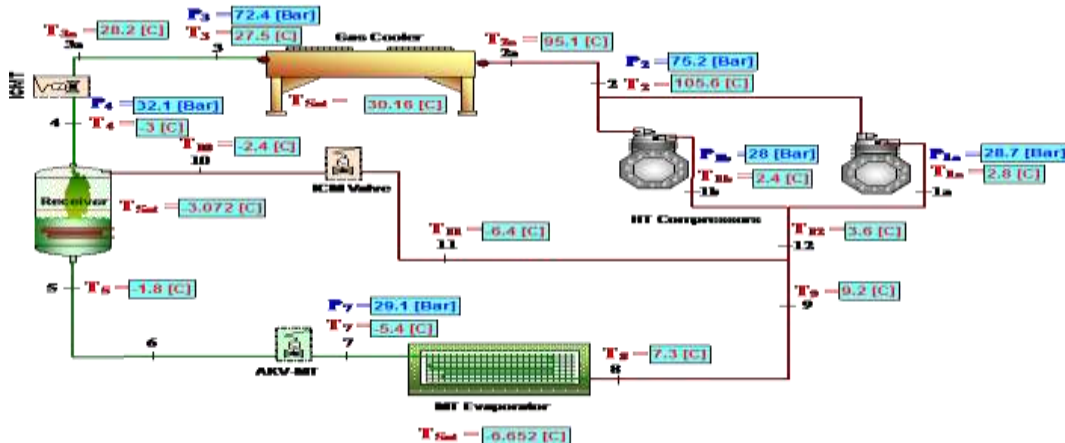 P3 = 72.4 [Bar]
T3a = 28.2 [C]
T3 = 27.5 [C]
3a
3
Gas Cooler
T2a = 95.1 [C]
2a
P2 = 75.2 [Bar]
2
T2 = 105.6 [C]
TSat = 30.16 [C]
ICMT
P4 = 32.1 [Bar]
4
T4 = -3 [C]
T10 = -2.4 [C]
10
P1b = 28 [Bar]
P1a = 28.7 [Bar]
T1b = 2.4 [C]
T1a = 2.8 [C]
1b
1a
ICM Valve
Receiver
TSat = -3.072 [C]
T11 = -6.4 [C]
11
T12 = 3.6 [C]
12
5
T5 = -1.8 [C]
T9 = 9.2 [C]
9
P7 = 29.1 [Bar]
T7 = -5.4 [C]
6
7
AKV-MT
T8 = 7.3 [C]
8
MT Evaporator
TSat = -6.652 [C]